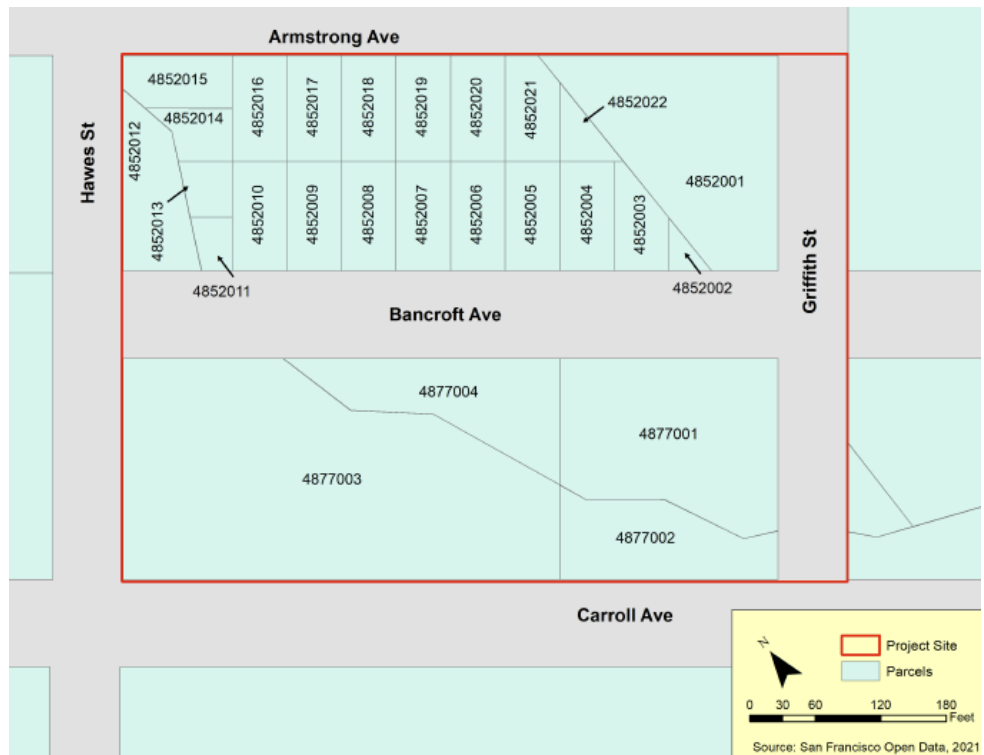 Armstrong Ave
4852015
4852014
4852012
4852013
4852011
4852016
4852017
4852018
4852019
4852020
4852021
4852022
4852001
4852010
4852009
4852008
4852007
4852006
4852005
4852004
4852003
4852002
Hawes St
Griffith St
Bancroft Ave
4877004
4877001
4877003
4877002
Carroll Ave
N
Project Site
Parcels
0 30 60 120 180
Feet
Source: San Francisco Open Data, 2021